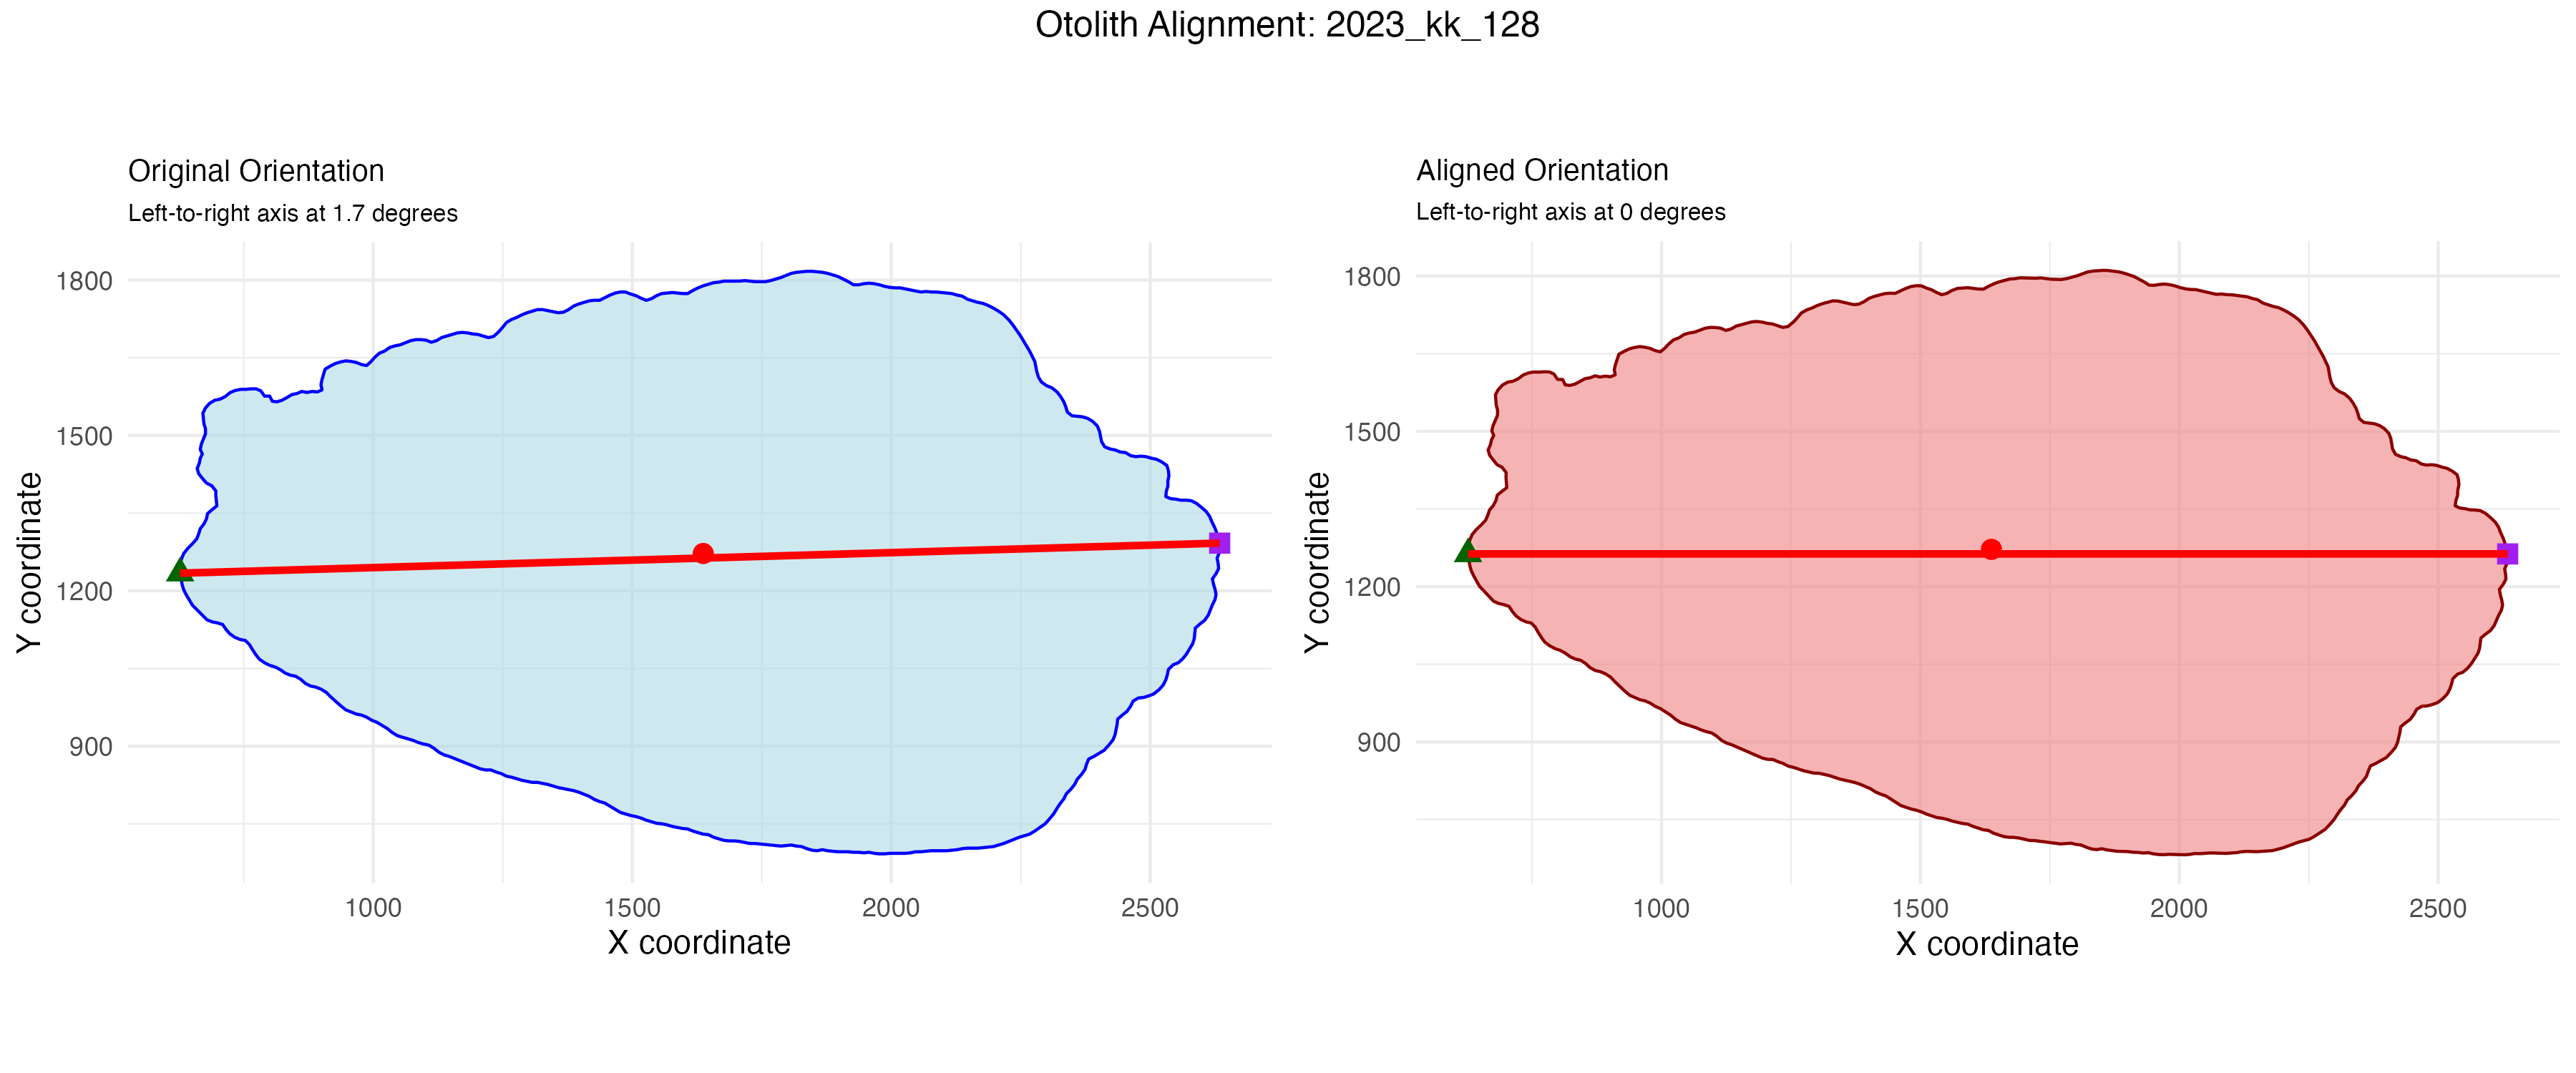 Otolith Alignment: 2023_kk_128
Original Orientation
Left-to-right axis at 1.7 degrees
1800
1500
1200
900
Y coordinate
1000 1500 2000 2500
X coordinate
Aligned Orientation
Left-to-right axis at 0 degrees
1800
1500
1200
900
Y coordinate
1000 1500 2000 2500
X coordinate